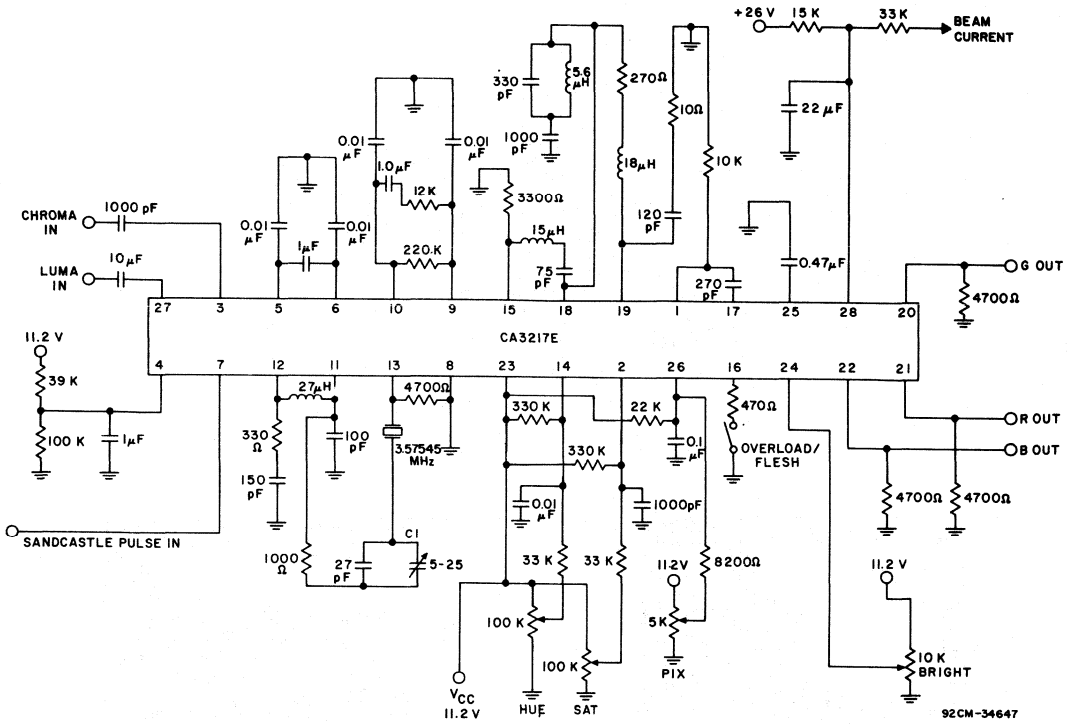 +26 V
15 K
33 K
BEAM
CURRENT
330
pF
5.6
µH
270Ω
10Ω
22 µF
1000
pF
0.01
µF
0.01
µF
1.0µF
12K
18µH
10 K
3300Ω
CHROMA
IN
1000 pF
0.01
µF
0.01
µF
120
pF
15µH
LUMA
IN
10µF
1µF
220.K
75
pF
270
pF
0.47µF
G OUT
4700Ω
27
3
5
6
10
9
15
18
19
1
17
25
28
20
CA3217E
11.2 V
4
7
12
11
13
8
23
14
2
26
16
24
22
21
39 K
27µH
4700Ω
330 K
22 K
470Ω
100 K
1µF
330
Ω
100
pF
3.57545
MHz
330 K
0.1
µF
OVERLOAD/
FLESH
R OUT
B OUT
150
pF
0.01
µF
1000pF
4700Ω
4700Ω
SANDCASTLE PULSE IN
1000
Ω
27
pF
C1
5-25
33 K
33 K
8200Ω
11.2V
11.2 V
100 K
5K
100 K
10 K
BRIGHT
PIX
VCC
11.2 V
HUE
SAT
92CM-34647